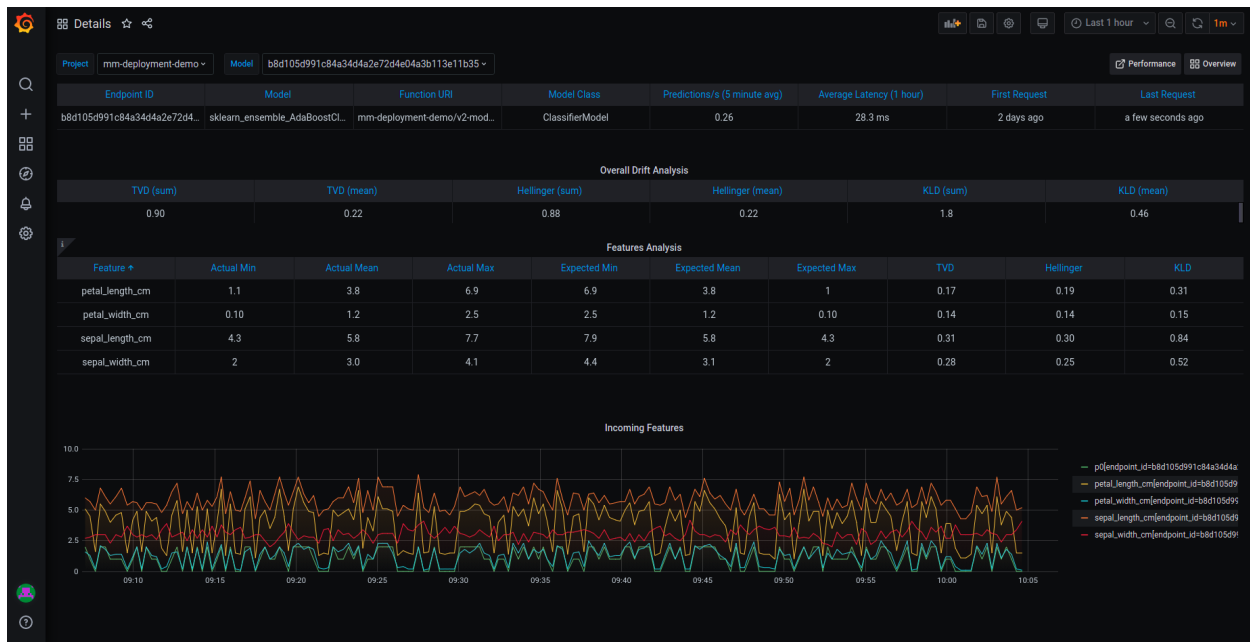 Details
Last 1 hour
1m
Project mm-deployment-demo Model b8d105d991c84a34d4a2e72d4e04a3b113e11b35
Performance Overview
Endpoint ID Model Function URI Model Class Predictions/s (5 minute avg) Average Latency (1 hour) First Request Last Request
b8d105d991c84a34d4a2e72d4... sklearn_ensemble_AdaBoostCl... mm-deployment-demo/v2-mod... ClassifierModel 0.26 28.3 ms 2 days ago a few seconds ago
Overall Drift Analysis
TVD (sum) TVD (mean) Hellinger (sum) Hellinger (mean) KLD (sum) KLD (mean)
0.90 0.22 0.88 0.22 1.8 0.46
i
Features Analysis
Feature Actual Min Actual Mean Actual Max Expected Min Expected Mean Expected Max TVD Hellinger KLD
petal_length_cm 1.1 3.8 6.9 6.9 3.8 1 0.17 0.19 0.31
petal_width_cm 0.10 1.2 2.5 2.5 1.2 0.10 0.14 0.14 0.15
sepal_length_cm 4.3 5.8 7.7 7.9 5.8 4.3 0.31 0.30 0.84
sepal_width_cm 2 3.0 4.1 4.4 3.1 2 0.28 0.25 0.52
Incoming Features
10.0
7.5
5.0
2.5
0
09:10 09:15 09:20 09:25 09:30 09:35 09:40 09:45 09:50 09:55 10:00 10:05
p0[endpoint_id=b8d105d991c84a34d4a
petal_length_cm[endpoint_id=b8d105d9
petal_width_cm[endpoint_id=b8d105d99
sepal_length_cm[endpoint_id=b8d105d9
sepal_width_cm[endpoint_id=b8d105d9